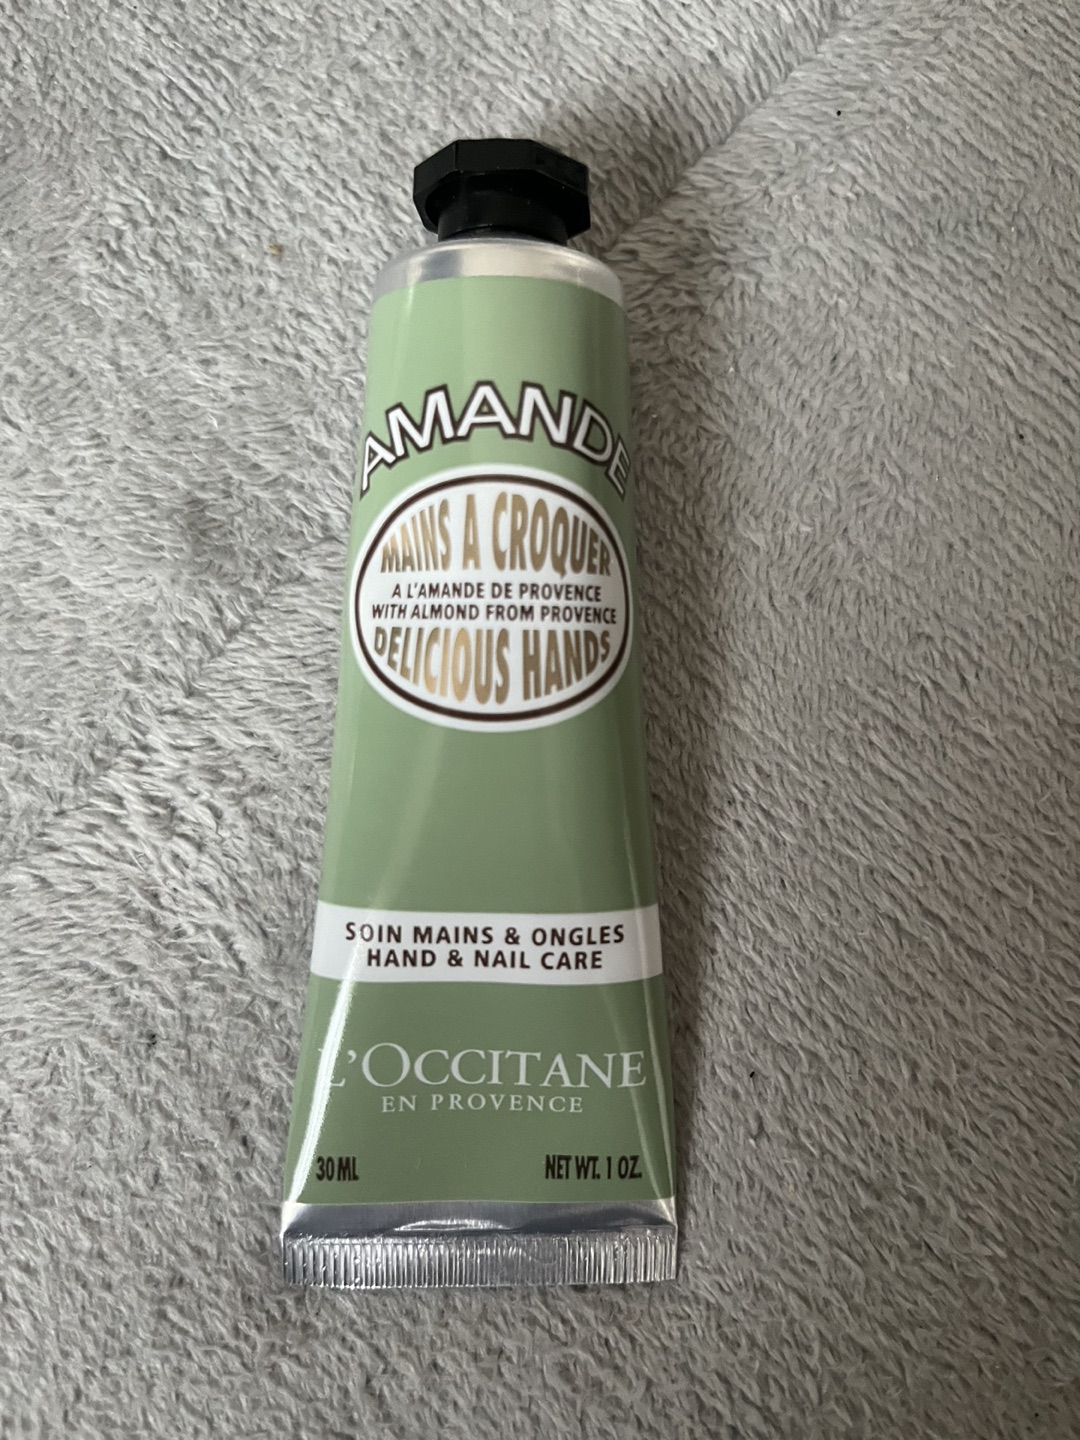 AMANDE
MAINS A CROQUER
A L'AMANDE DE PROVENCE
WITH ALMOND FROM PROVENCE
DELICIOUS HANDS
SOIN MAINS & ONGLES
HAND & NAIL CARE
L'OCCITANE
EN PROVENCE
30 ML NET WT. 1 OZ.